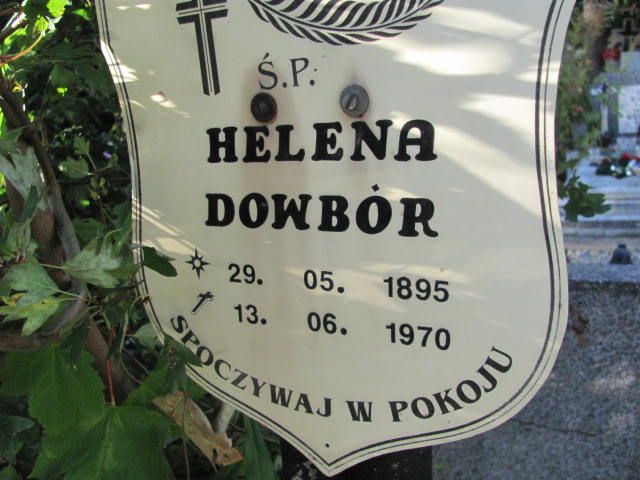 Ś.P.
HELENA
DOWBÓR
29. 05. 1895
13. 06. 1970
SPOCZYWAJ W POKOJU